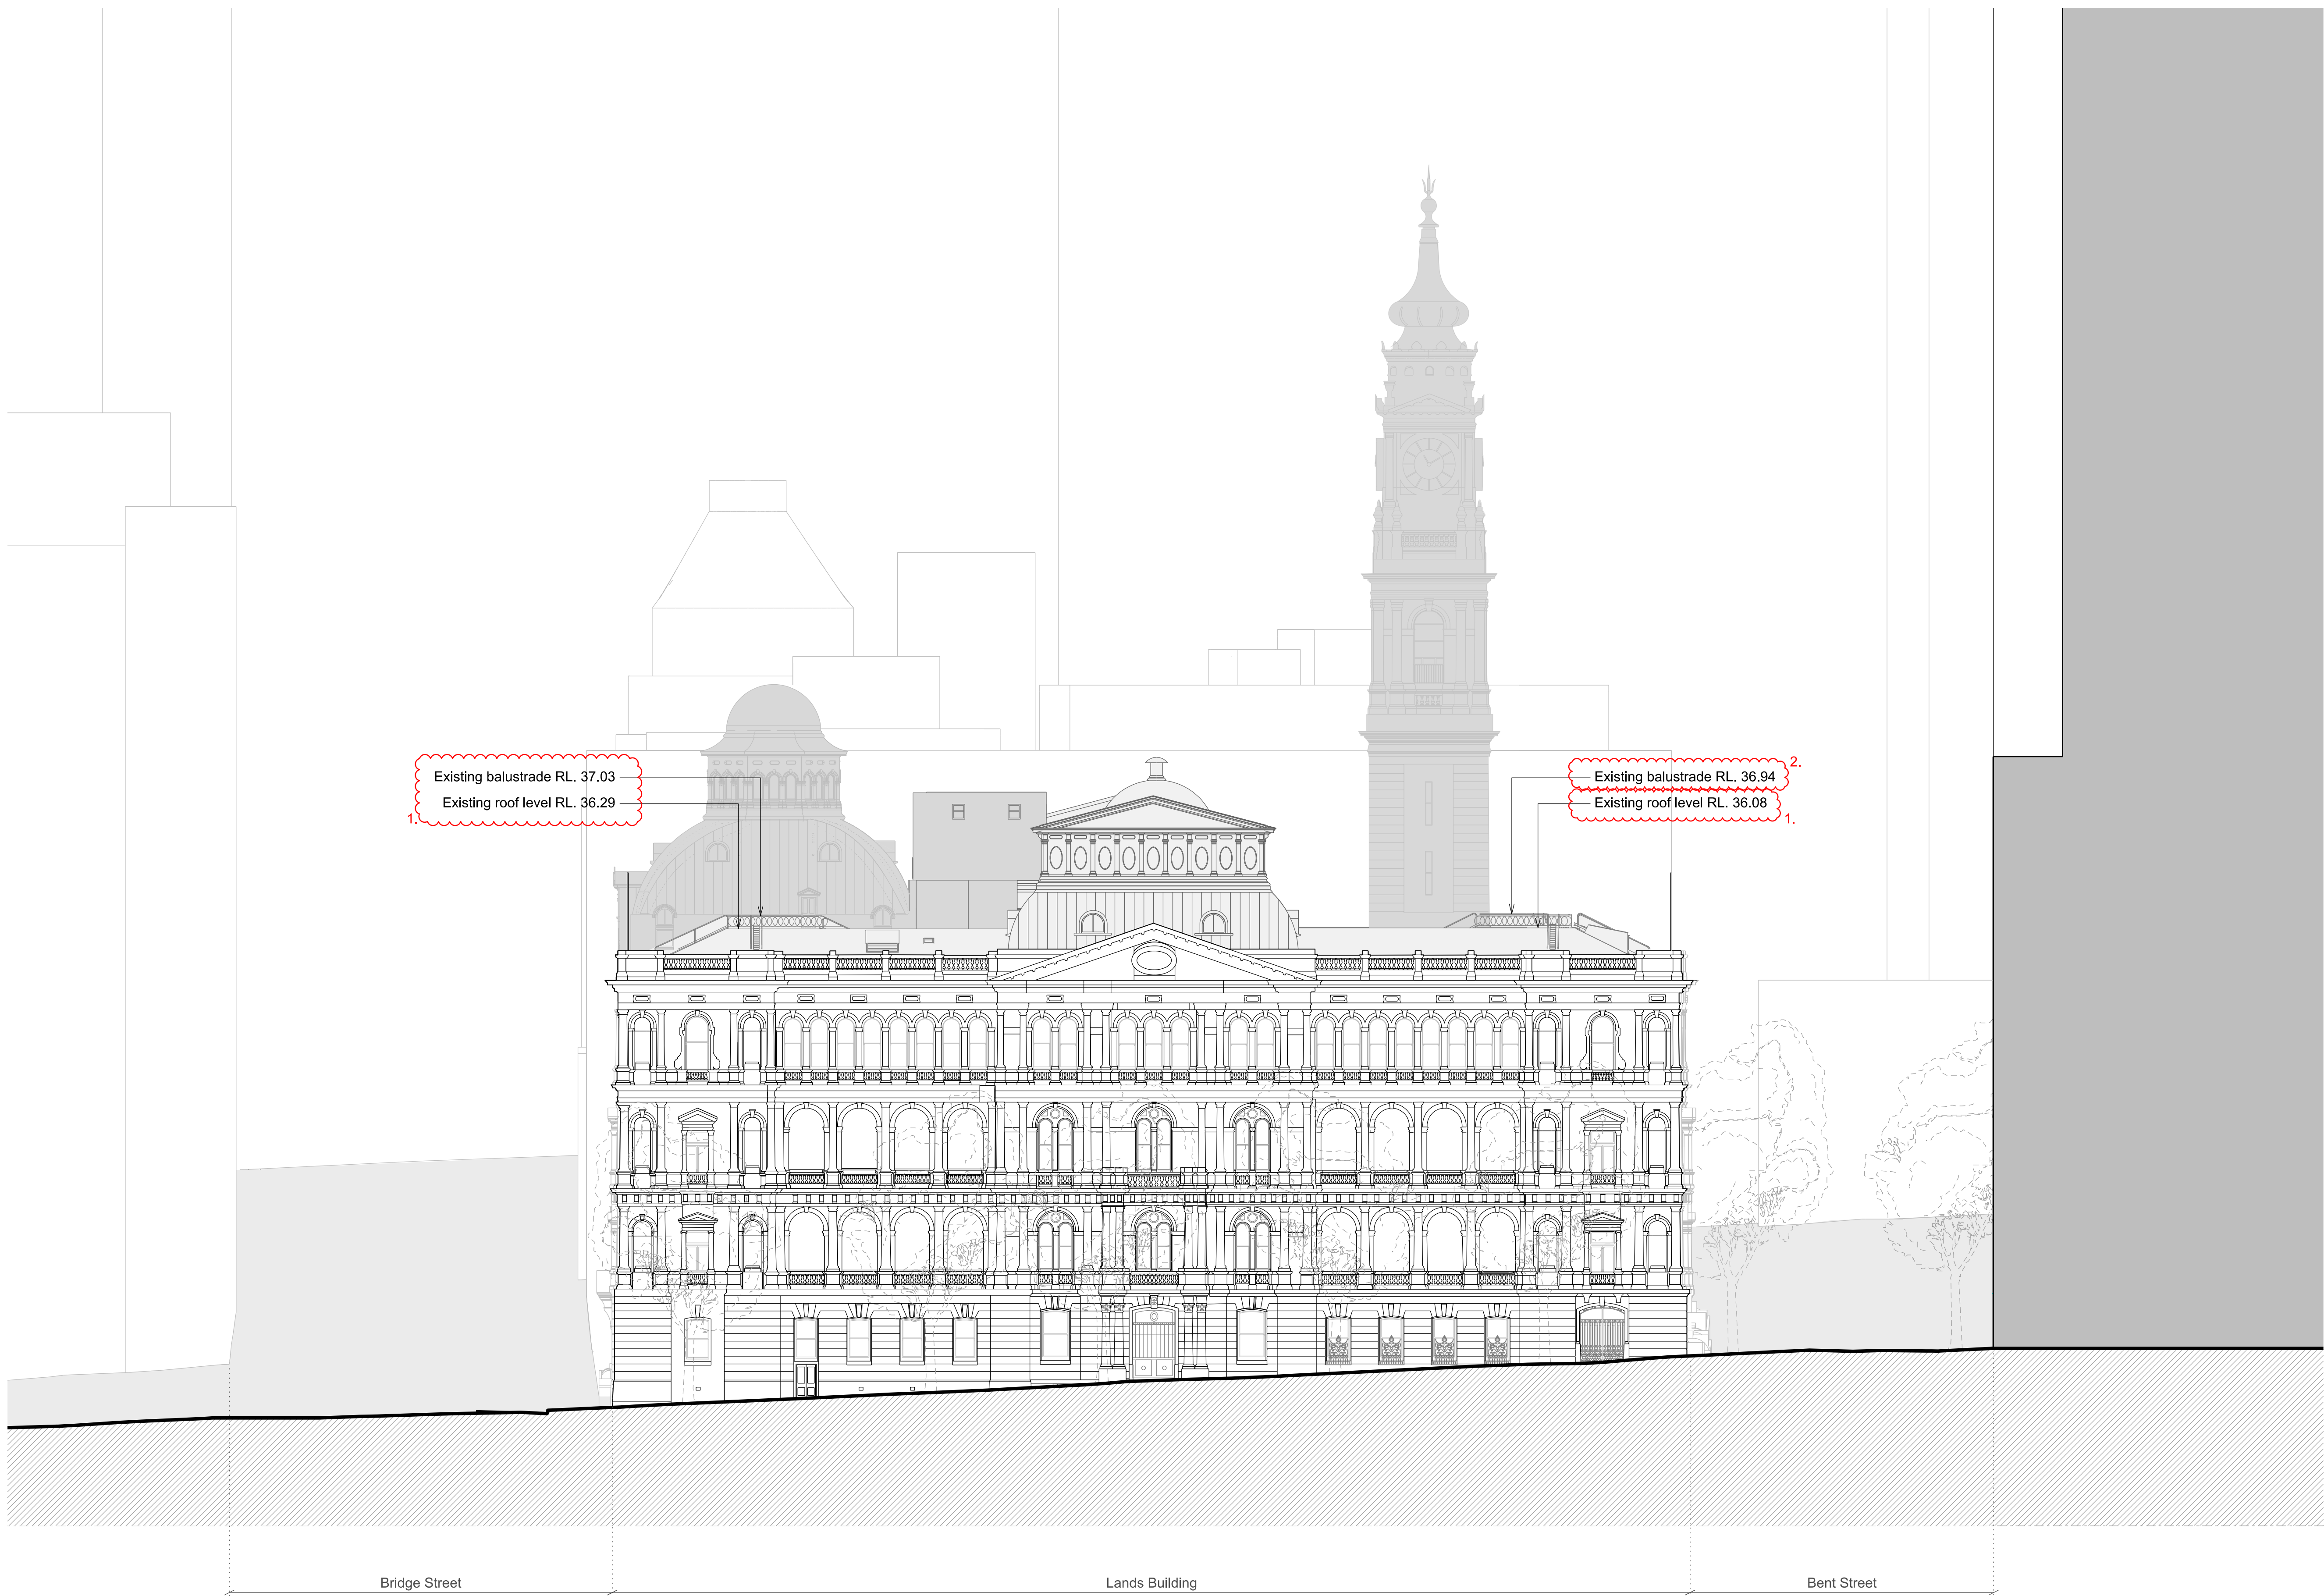 Existing balustrade RL. 37.03
Existing roof level RL. 36.29
1.
2.
Existing balustrade RL. 36.94
Existing roof level RL. 36.08
1.
Bridge Street
Lands Building
Bent Street